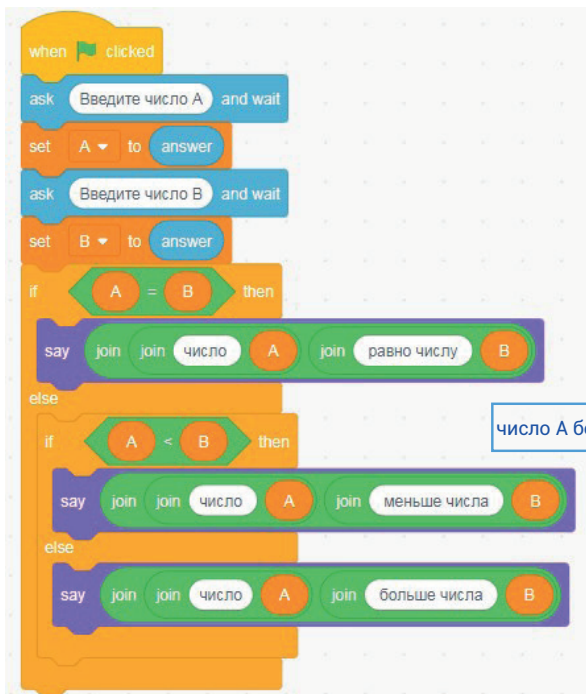 when clicked
ask Введите число A and wait
set A to answer
ask Введите число B and wait
set B to answer
if A = B then
say join join число A join равно числу B
else
if A < B then
число A бо
say join join число A join меньше числа B
else
say join join число A join больше числа B